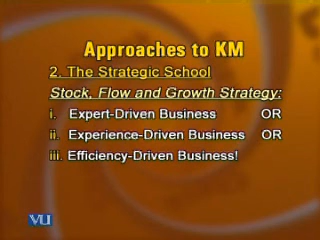 Approaches to KM
2. The Strategic School
Stock, Flow and Growth Strategy:
i. Expert-Driven Business OR
ii. Experience-Driven Business OR
iii. Efficiency-Driven Business!
VU